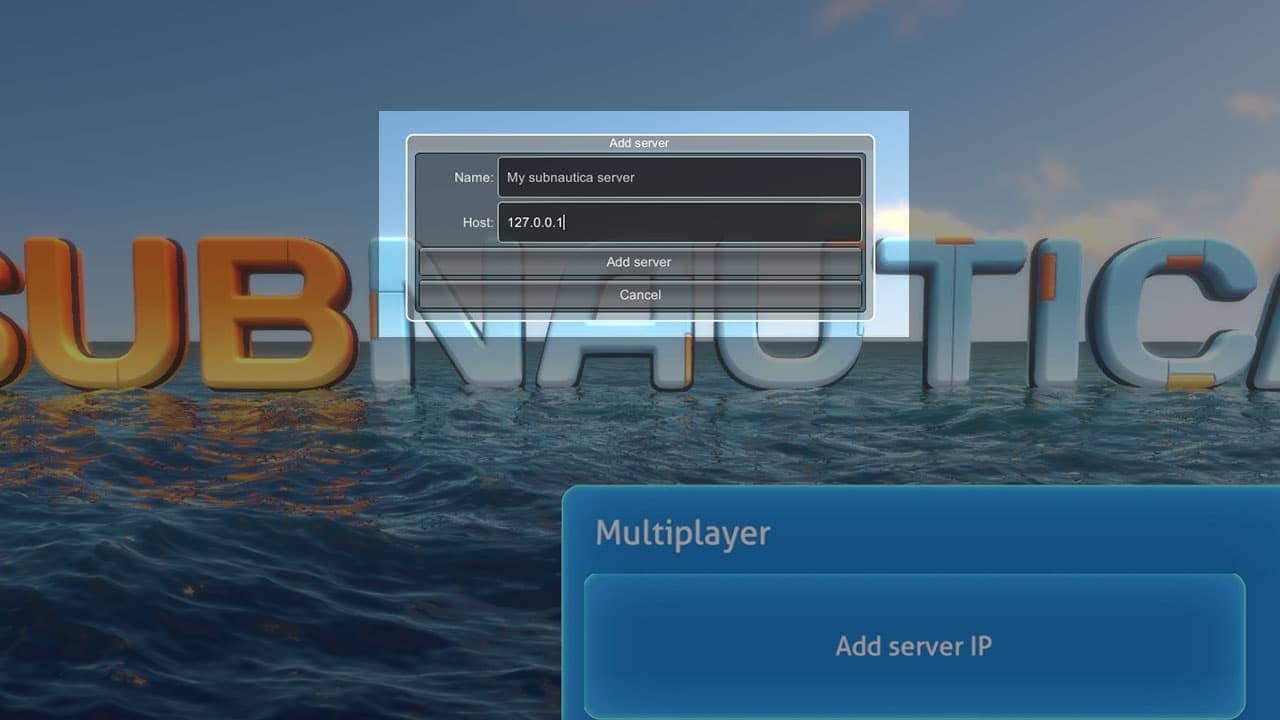 Add server
Name: My subnautica server
Host: 127.0.0.1
Add server
Cancel
SUBNAUTICA
Multiplayer
Add server IP